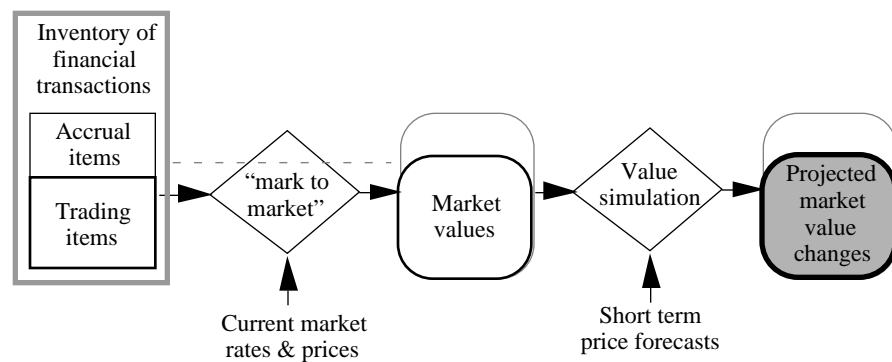 Inventory of
financial
transactions
Accrual
items
Trading
items
“mark to
market”
Current market
rates & prices
Market
values
Value
simulation
Short term
price forecasts
Projected
market
value
changes